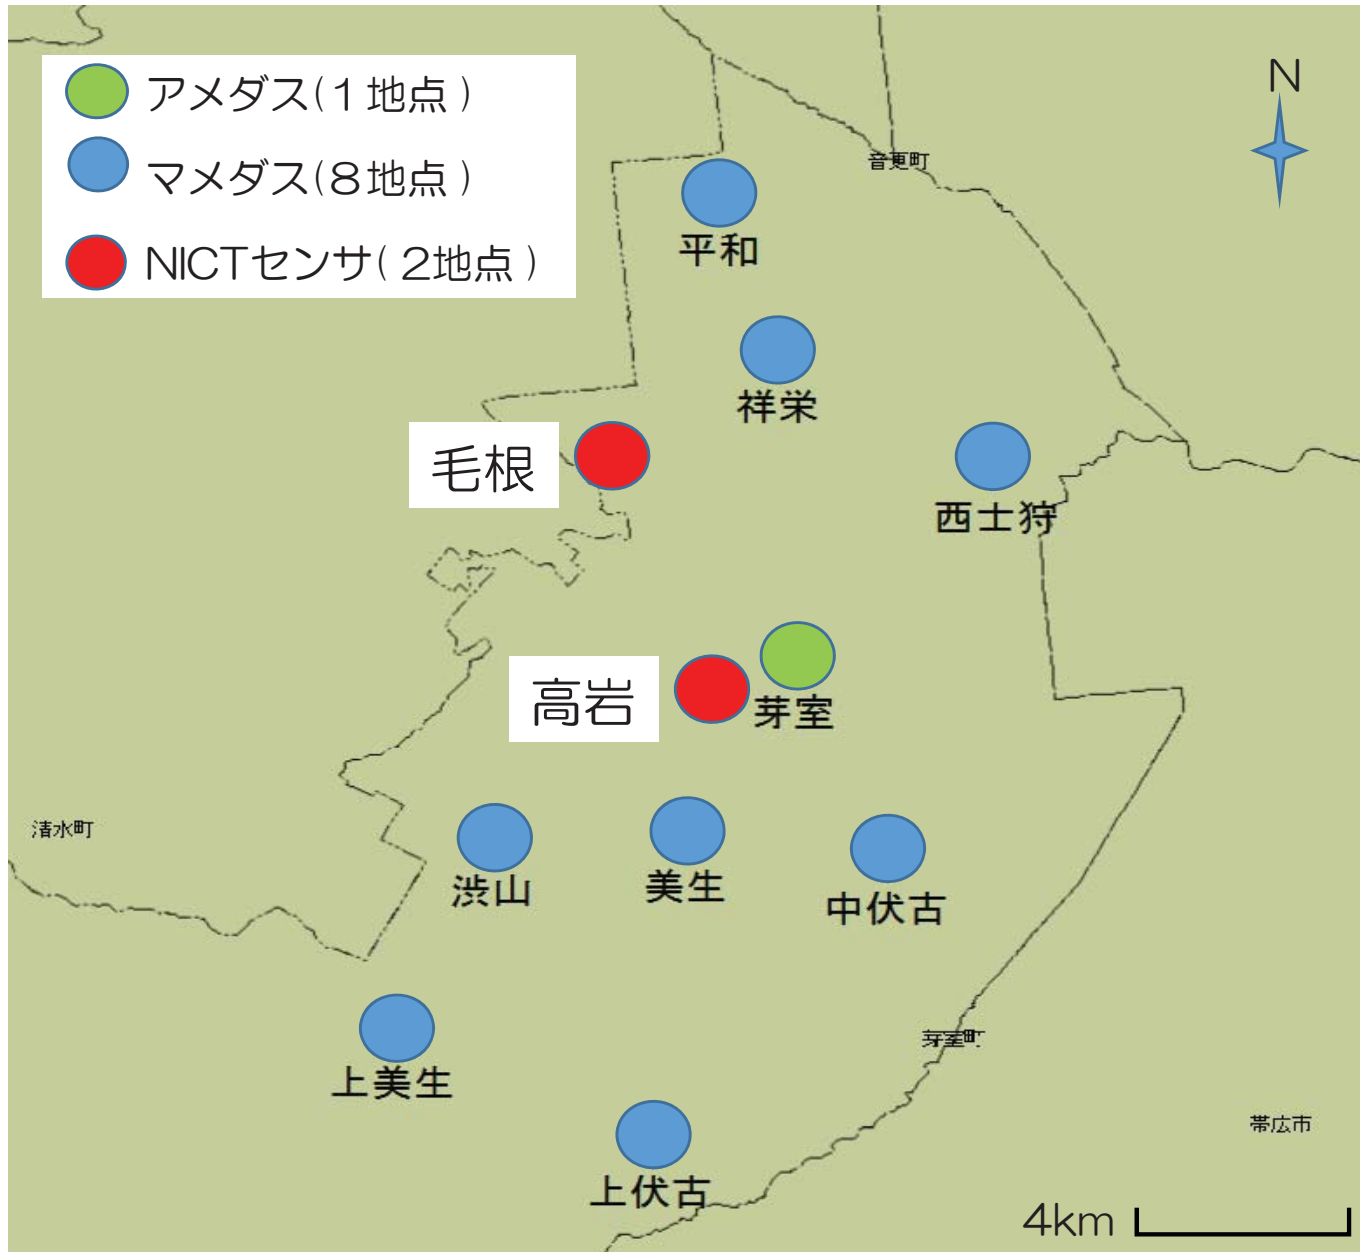 アメダス(１地点)
マメダス(８地点)
NICTセンサ(２地点)
N
音更町
平和
祥栄
毛根
西士狩
高岩
芽室
清水町
渋山
美生
中伏古
芽室町
上美生
帯広市
上伏古
4km